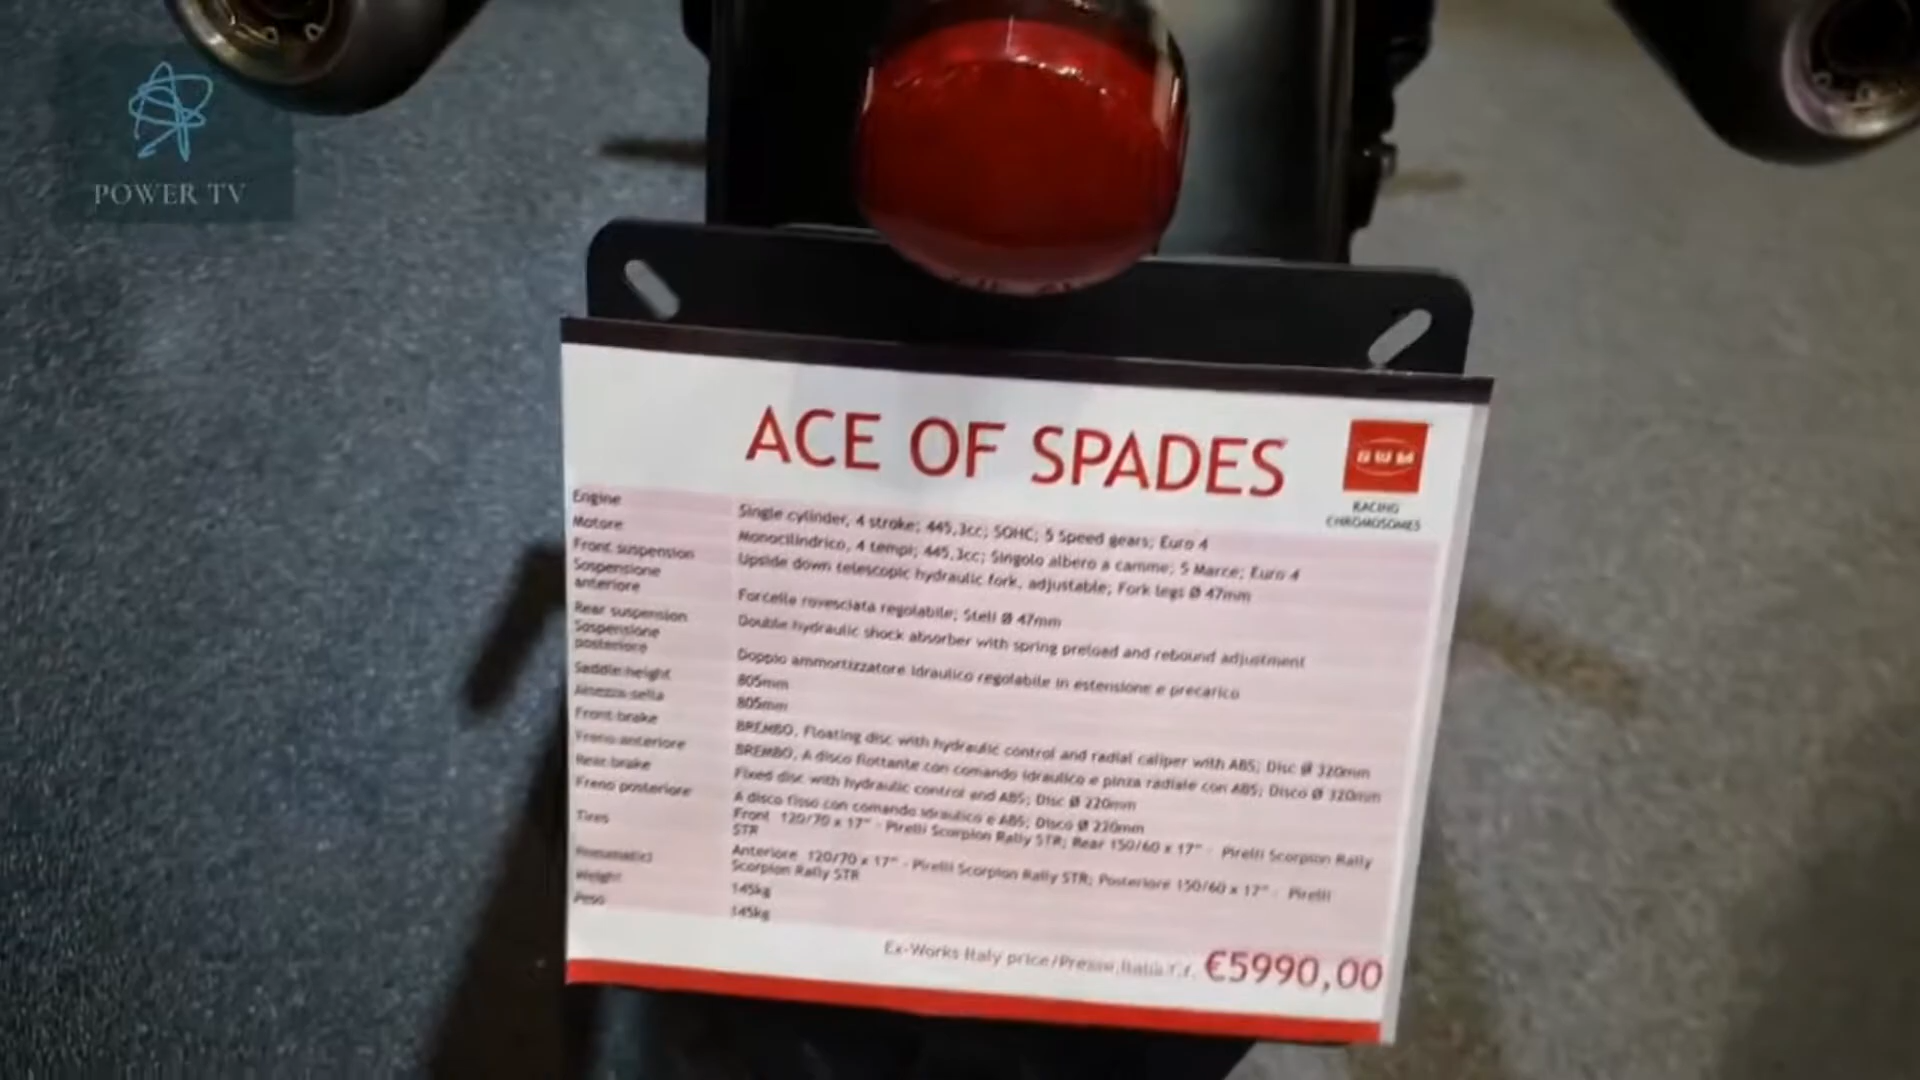 POWER TV
ACE OF SPADES
SWM
RACING
CHROMOSOMES
Engine Single cylinder, 4 stroke; 445,3cc; SOHC; 5 Speed gears; Euro 4
Motore Monocilindrico, 4 tempi; 445,3cc; Singolo albero a camme; 5 Marce; Euro 4
Front suspension Upside down telescopic hydraulic fork, adjustable; Fork legs Ø 47mm
Sospensione
anteriore Forcelle rovesciata regolabile; Steli Ø 47mm
Rear suspension Double hydraulic shock absorber with spring preload and rebound adjustment
Sospensione
posteriore Doppio ammortizzatore idraulico regolabile in estensione e precarico
Saddle height 805mm
Altezza sella 805mm
Front brake BREMBO, Floating disc with hydraulic control and radial caliper with ABS; Disc Ø 320mm
Freno anteriore BREMBO, A disco flottante con comando idraulico e pinza radiale con ABS; Disco Ø 320mm
Rear brake Fixed disc with hydraulic control and ABS; Disc Ø 220mm
Freno posteriore A disco fisso con comando idraulico e ABS; Disco Ø 220mm
Tires Front 120/70 x 17" - Pirelli Scorpion Rally STR; Rear 150/60 x 17" - Pirelli Scorpion Rally
STR
Pneumatici Anteriore 120/70 x 17" - Pirelli Scorpion Rally STR; Posteriore 150/60 x 17" - Pirelli
Scorpion Rally STR
Weight 145kg
Peso 145kg
Ex-Works Italy price/Prezzo Italia f.f. €5990,00